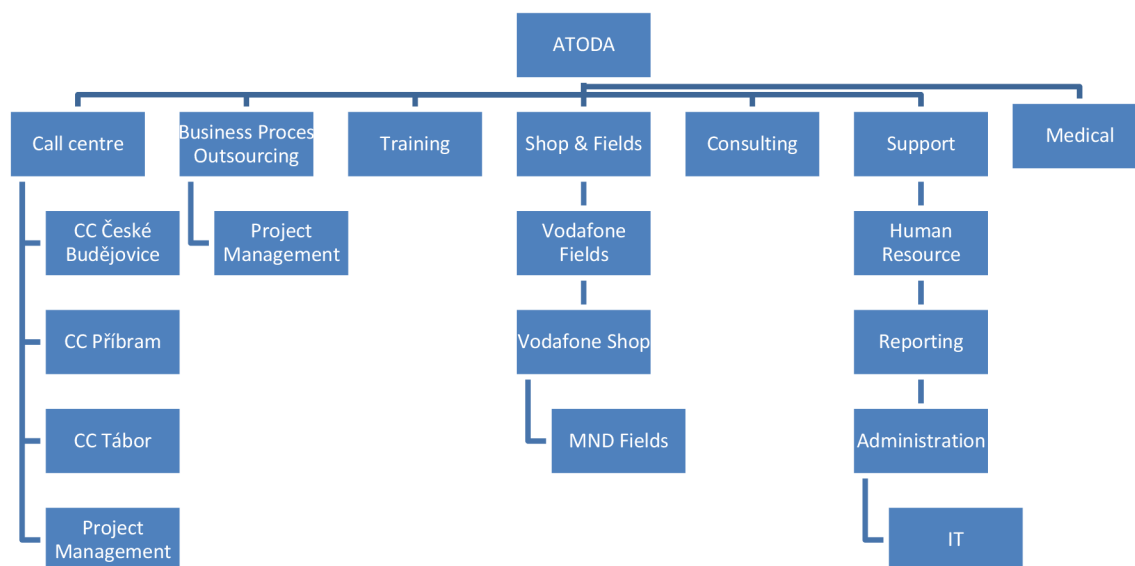 ATODA
Call centre
Business Proces
Outsourcing
Training
Shop & Fields
Consulting
Support
Medical
CC České
Budějovice
Project
Management
Vodafone
Fields
Human
Resource
CC Příbram
Vodafone Shop
Reporting
CC Tábor
MND Fields
Administration
Project
Management
IT